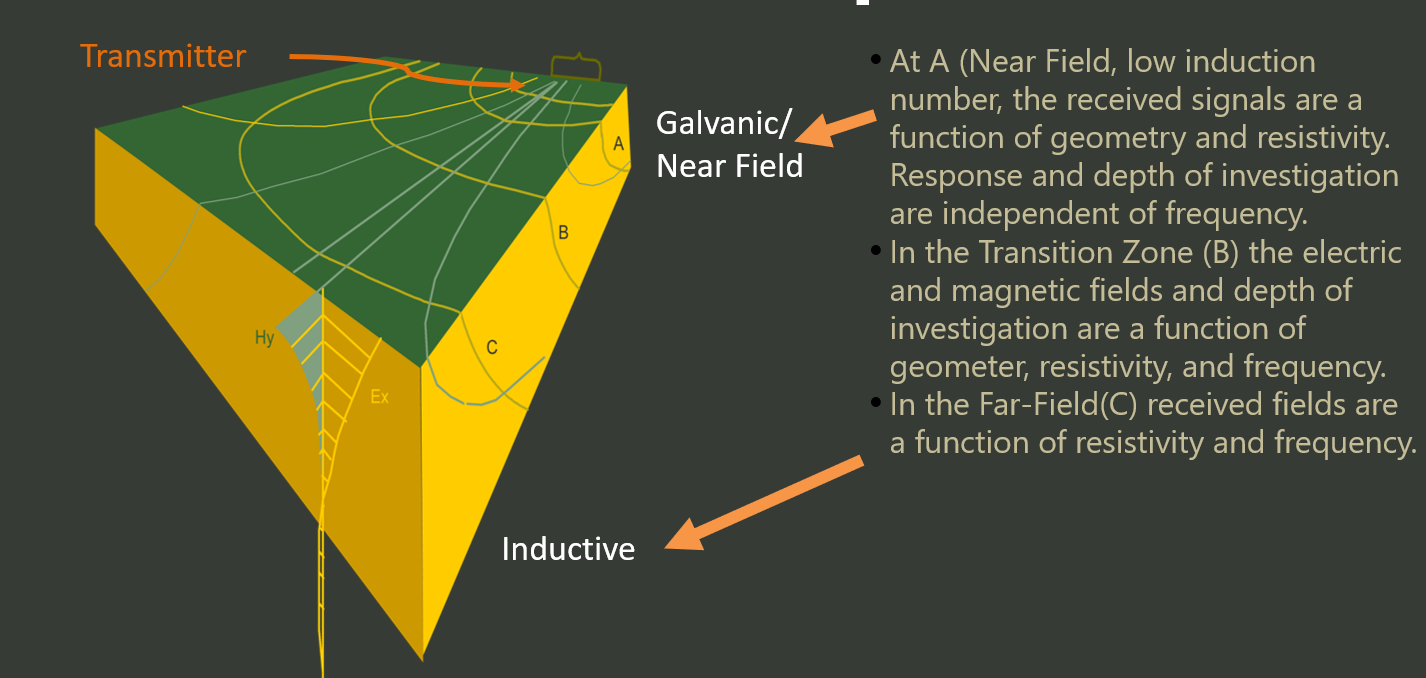 Transmitter
Galvanic/
Near Field
A
B
C
Hy
Ex
Inductive
• At A (Near Field, low induction
number, the received signals are a
function of geometry and resistivity.
Response and depth of investigation
are independent of frequency.
• In the Transition Zone (B) the electric
and magnetic fields and depth of
investigation are a function of
geometer, resistivity, and frequency.
• In the Far-Field(C) received fields are
a function of resistivity and frequency.